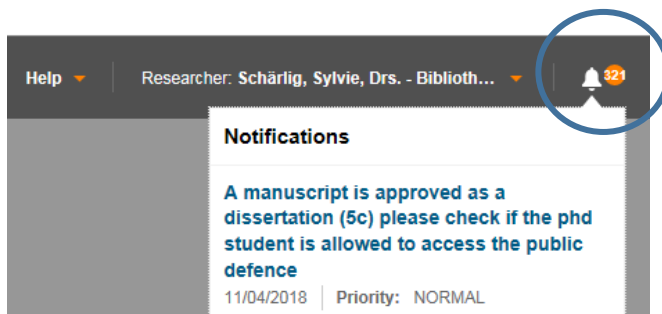 Help
Researcher: Schärlig, Sylvie, Drs. - Biblioth...
321
Notifications
A manuscript is approved as a
dissertation (5c) please check if the phd
student is allowed to access the public
defence
11/04/2018 Priority: NORMAL